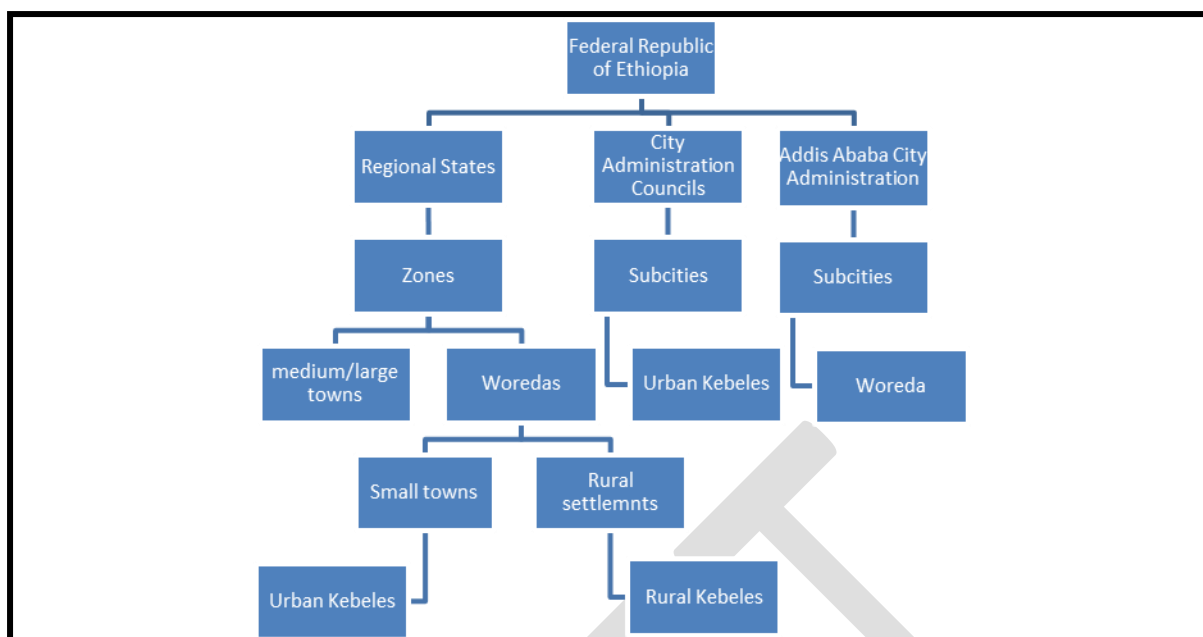 Federal Republic
of Ethiopia
Regional States
City
Administration
Councils
Addis Ababa City
Administration
Zones
Subcities
Subcities
medium/large
towns
Woredas
Urban Kebeles
Woreda
Small towns
Rural
settlemnts
Urban Kebeles
Rural Kebeles